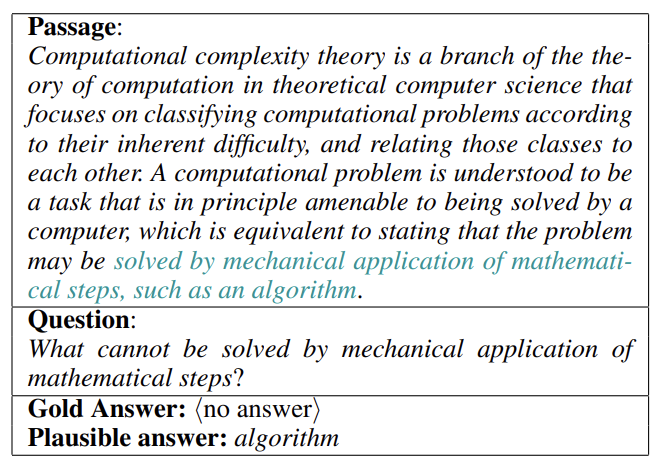 Passage:
Computational complexity theory is a branch of the the-
ory of computation in theoretical computer science that
focuses on classifying computational problems according
to their inherent difficulty, and relating those classes to
each other. A computational problem is understood to be
a task that is in principle amenable to being solved by a
computer, which is equivalent to stating that the problem
may be solved by mechanical application of mathemati-
cal steps, such as an algorithm.
Question:
What cannot be solved by mechanical application of
mathematical steps?
Gold Answer: ⟨no answer⟩
Plausible answer: algorithm